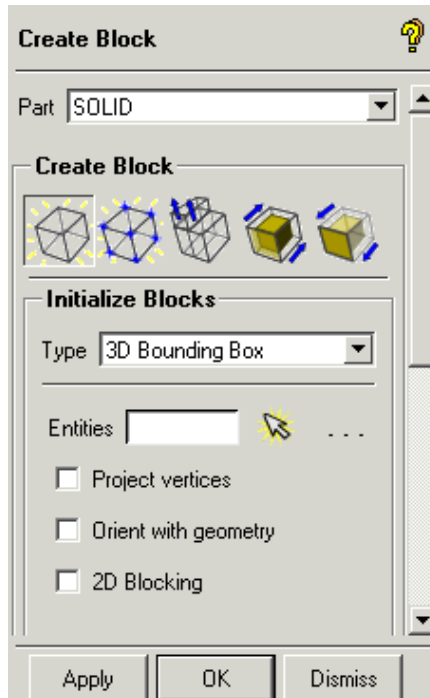 Create Block
Part SOLID
Create Block
Initialize Blocks
Type 3D Bounding Box
Entities ...
Project vertices
Orient with geometry
2D Blocking
Apply OK Dismiss